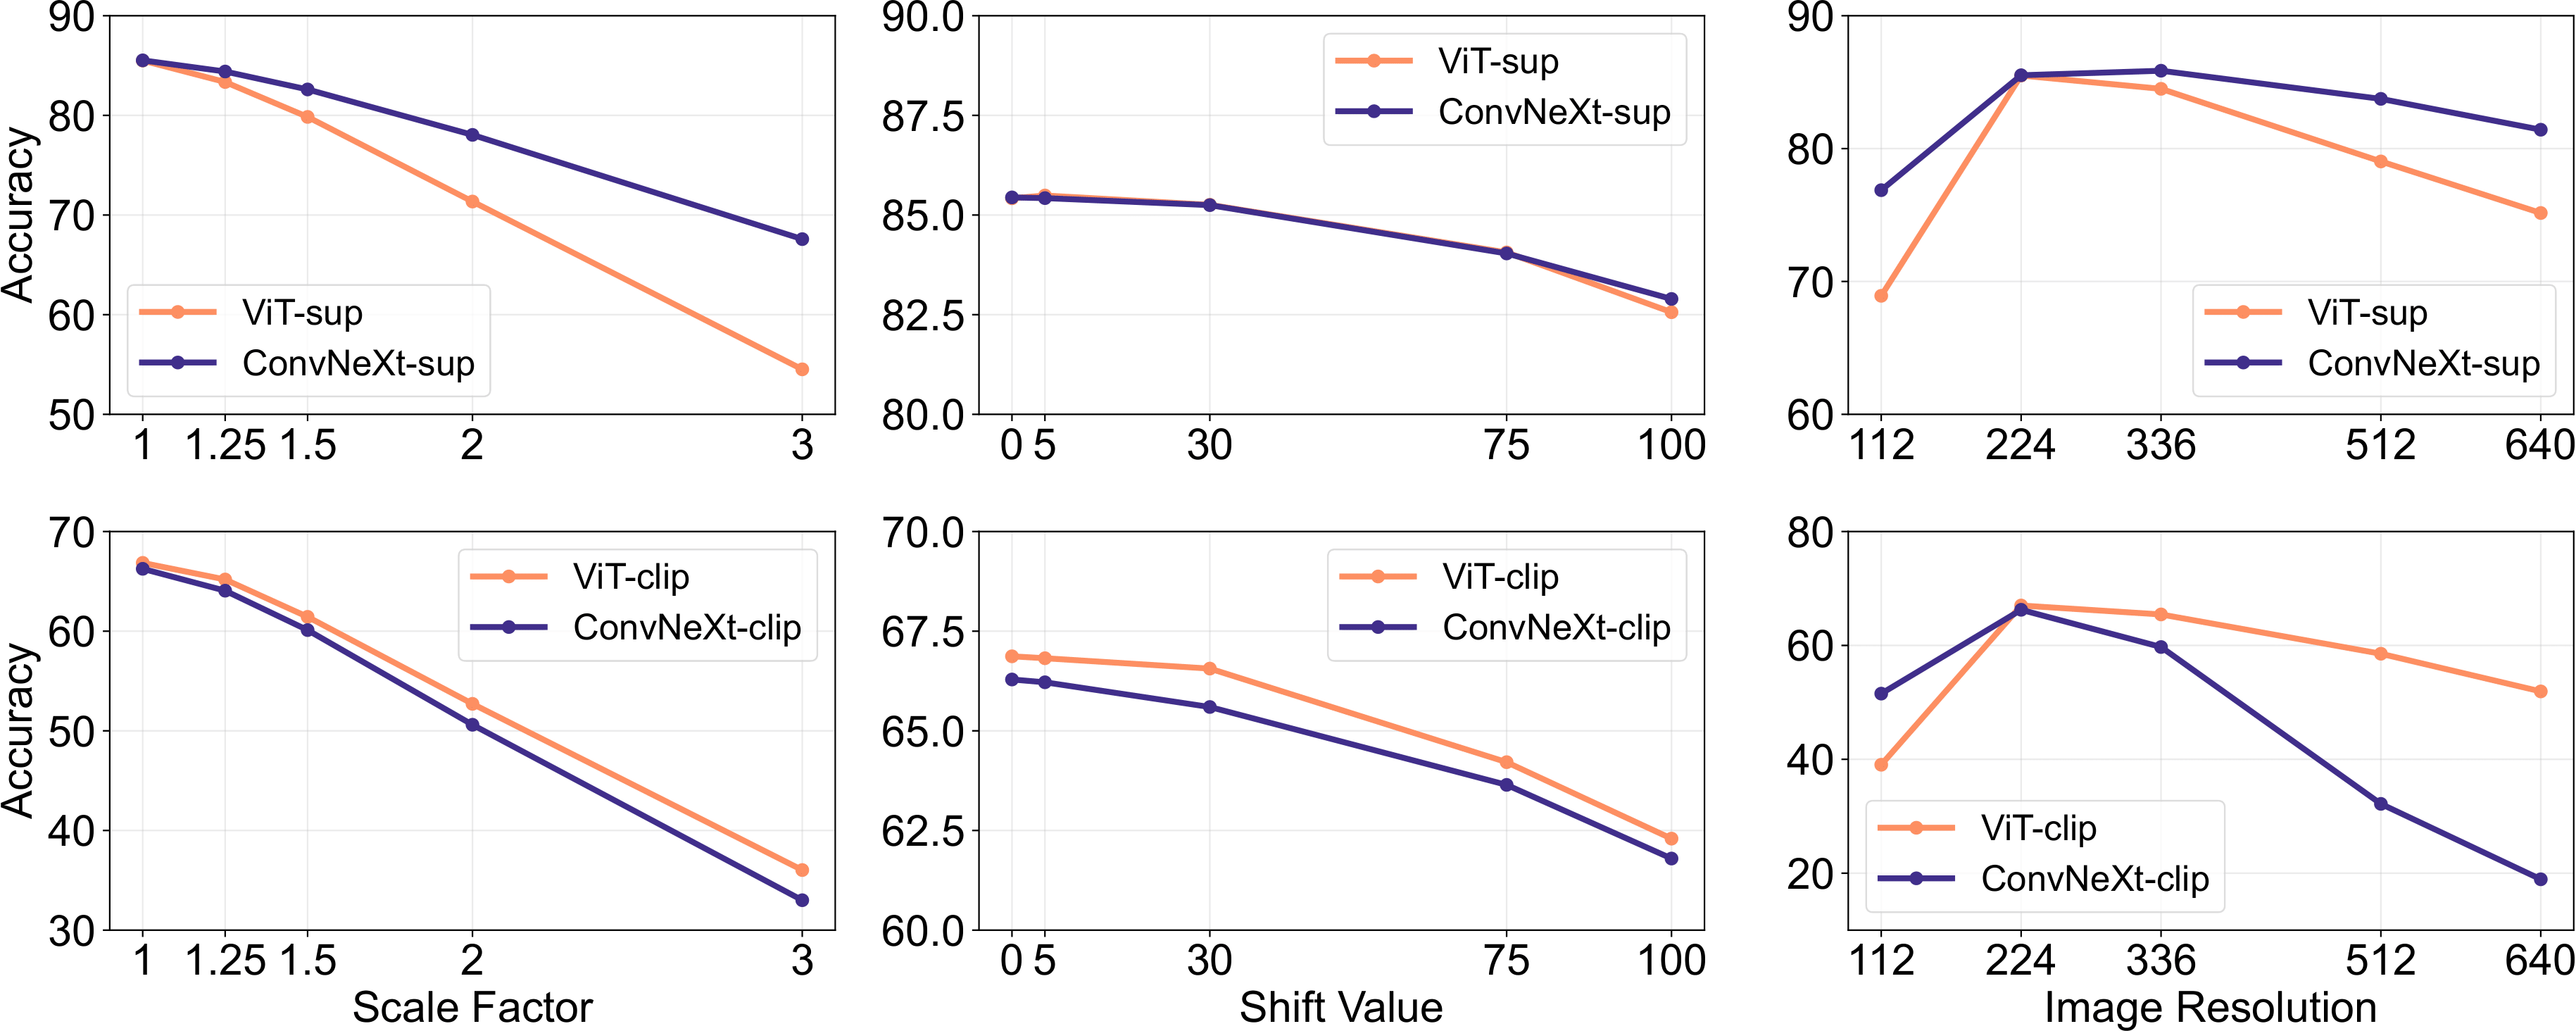 Accuracy
90
80
70
60
50
1 1.25 1.5 2 3
ViT-sup
ConvNeXt-sup
90.0
87.5
85.0
82.5
80.0
0 5 30 75 100
ViT-sup
ConvNeXt-sup
90
80
70
60
112 224 336 512 640
ViT-sup
ConvNeXt-sup
Accuracy
70
60
50
40
30
1 1.25 1.5 2 3
Scale Factor
ViT-clip
ConvNeXt-clip
70.0
67.5
65.0
62.5
60.0
0 5 30 75 100
Shift Value
ViT-clip
ConvNeXt-clip
80
60
40
20
112 224 336 512 640
Image Resolution
ViT-clip
ConvNeXt-clip